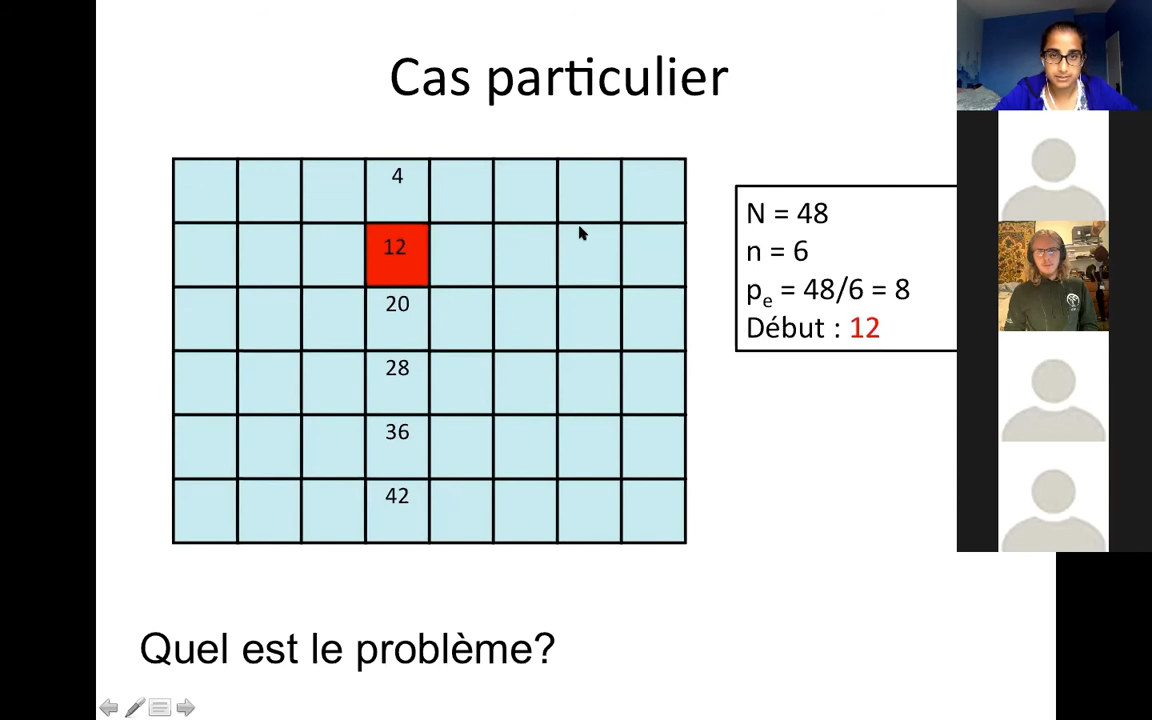 Cas particulier
4
12
20
28
36
42
N = 48
n = 6
pe = 48/6 = 8
Début : 12
Quel est le problème?